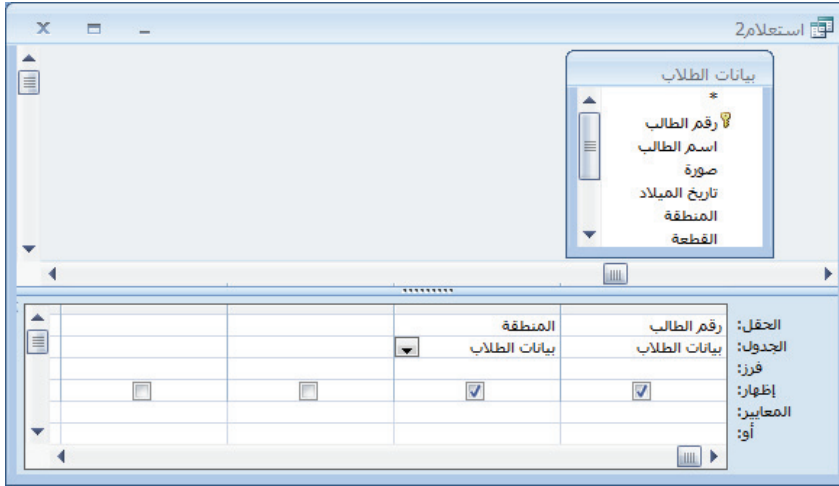 استعلام2
بيانات الطلاب
*
رقم الطالب
اسم الطالب
صورة
تاريخ الميلاد
المنطقة
القطعة
الحقل: رقم الطالب المنطقة
الجدول: بيانات الطلاب بيانات الطلاب
فرز:
إظهار:
المعايير:
أو: